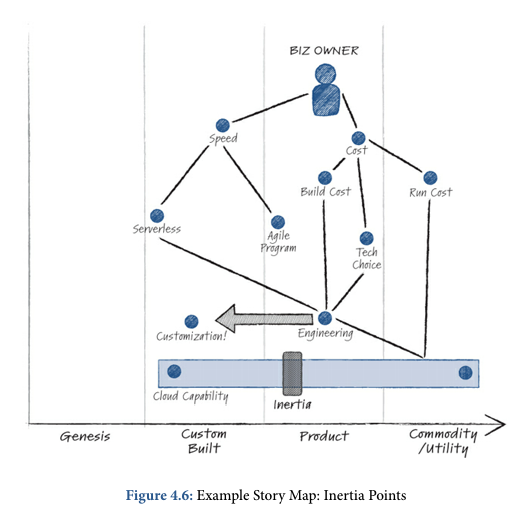 BIZ OWNER
Speed
Cost
Build Cost
Run Cost
Serverless
Agile
Program
Tech
Choice
Customization!
Engineering
Cloud Capability
Inertia
Genesis
Custom
Built
Product
Commodity
/Utility
Figure 4.6: Example Story Map: Inertia Points